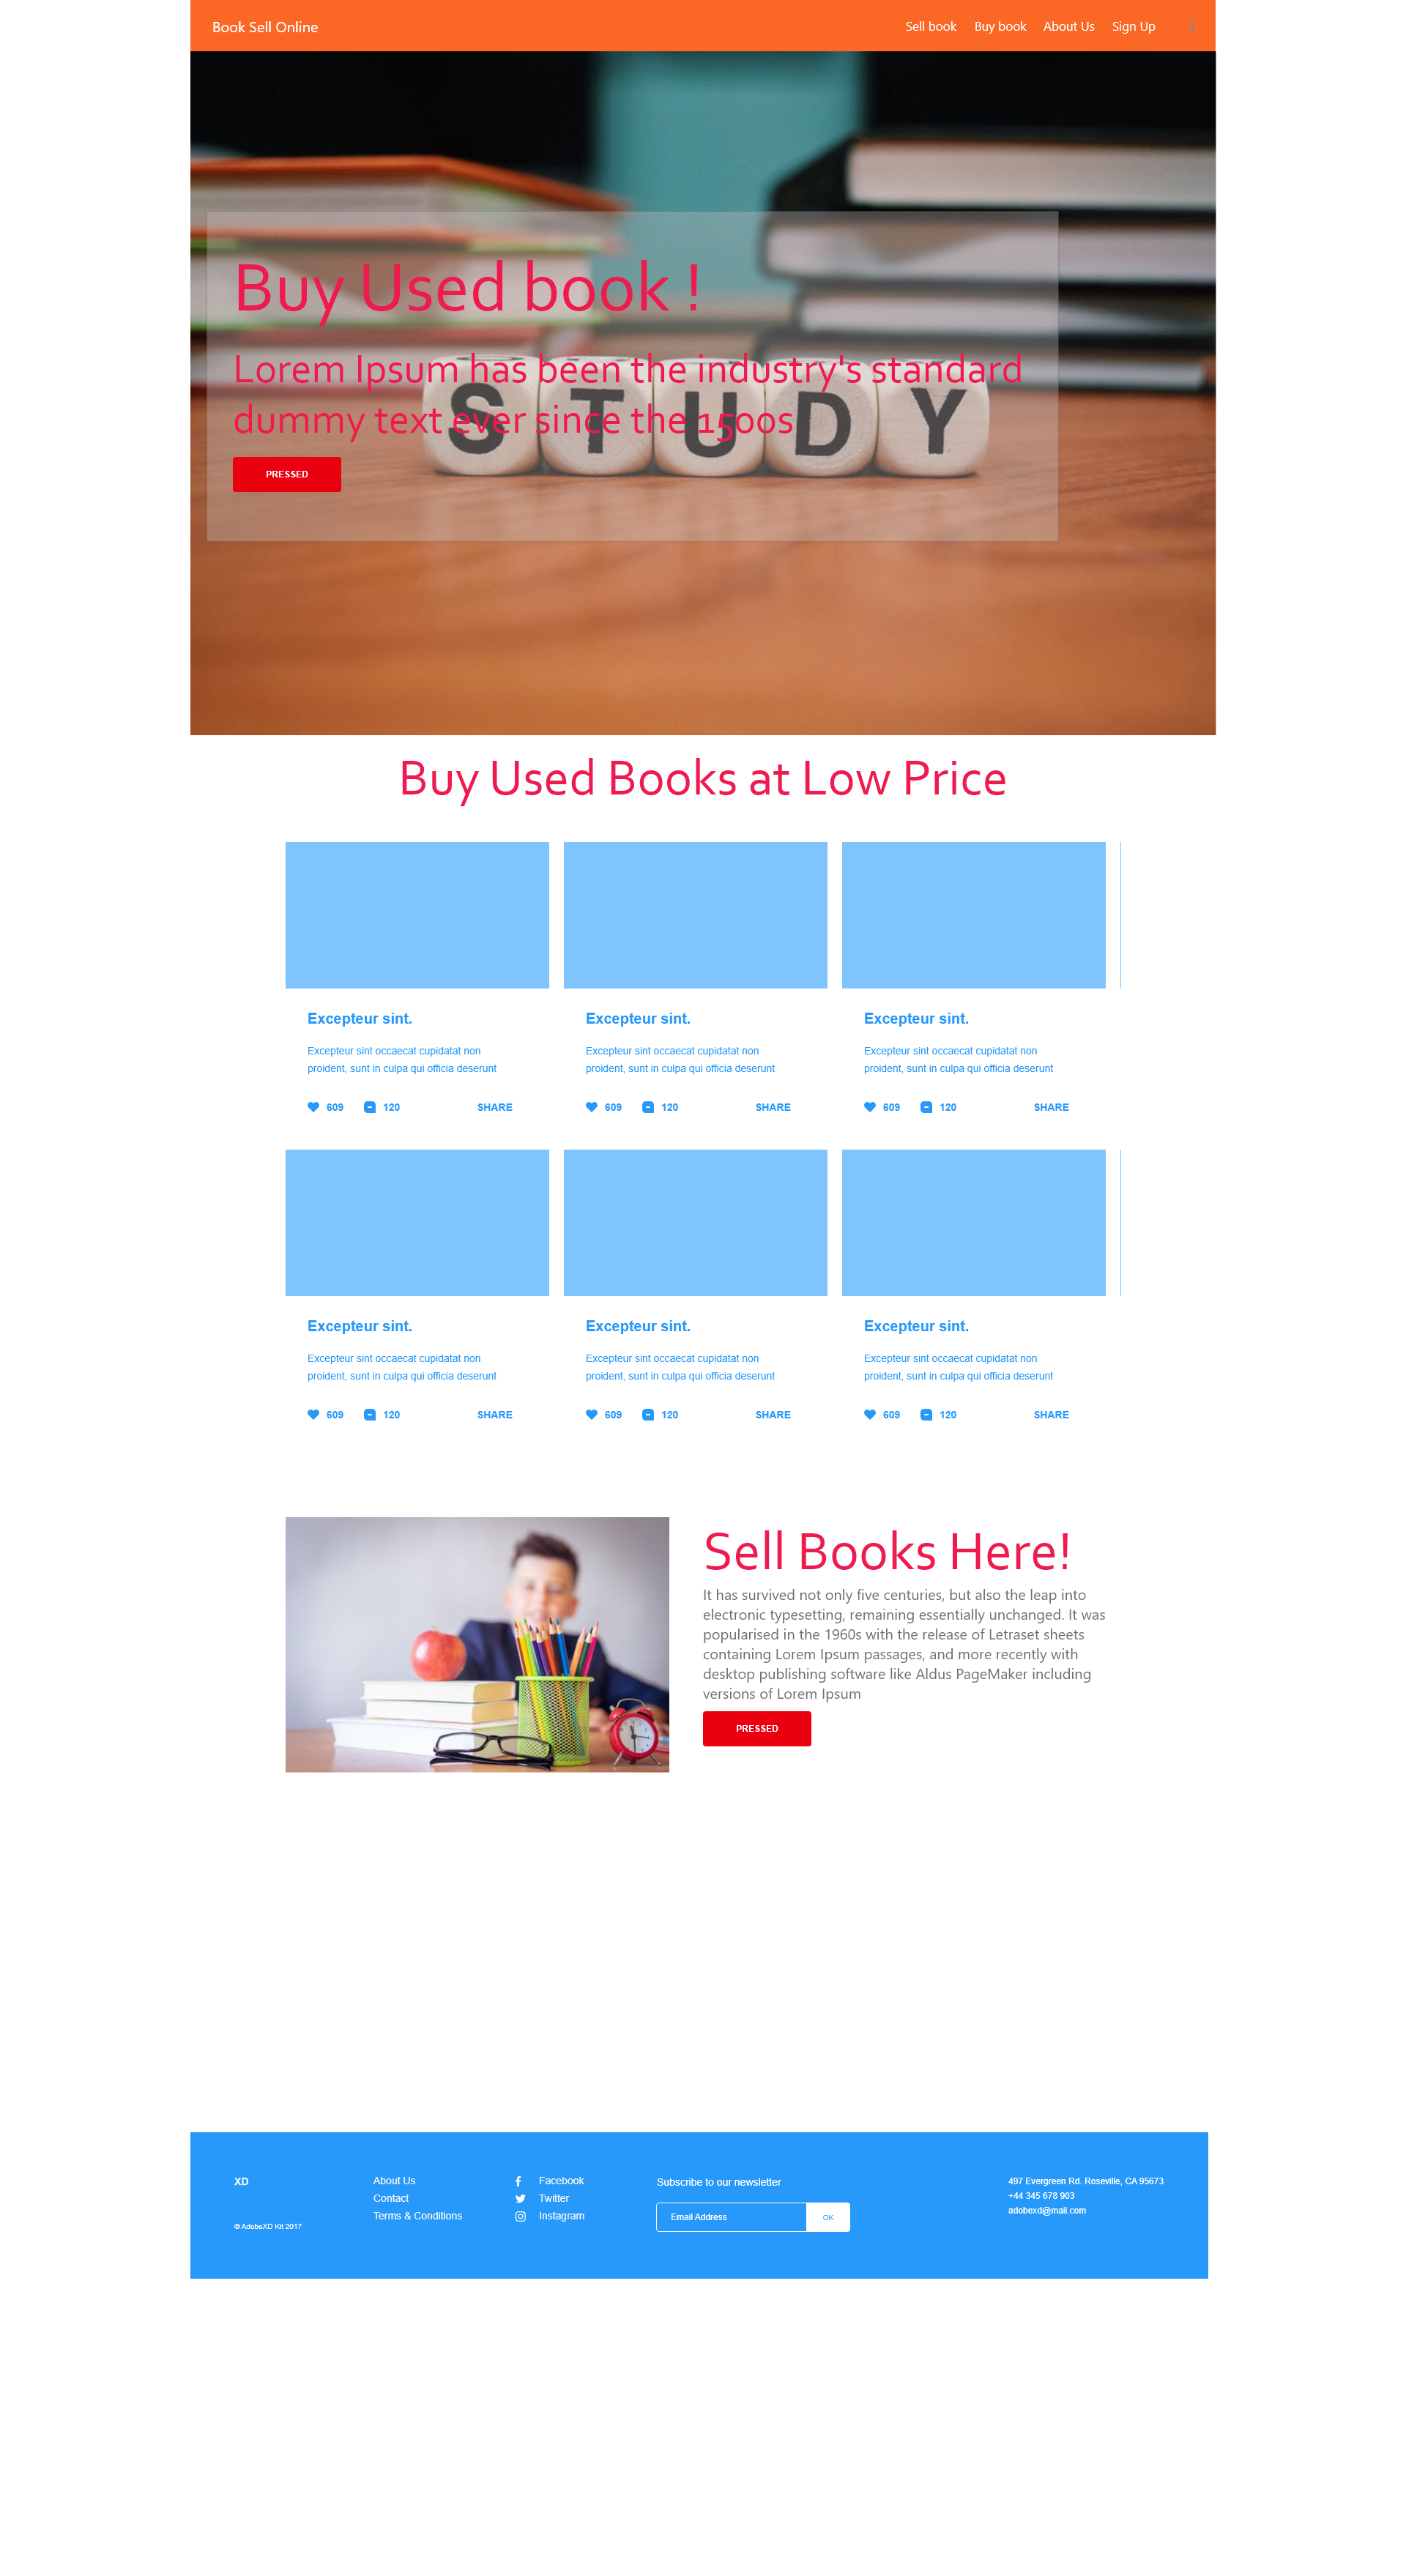 Book Sell Online
Sell book Buy book About Us Sign Up
Buy Used book !
Lorem Ipsum has been the industry's standard
dummy text ever since the 1500s
STUDY
PRESSED
Buy Used Books at Low Price
Excepteur sint.
Excepteur sint occaecat cupidatat non
proident, sunt in culpa qui officia deserunt
609 120 SHARE
Excepteur sint.
Excepteur sint occaecat cupidatat non
proident, sunt in culpa qui officia deserunt
609 120 SHARE
Excepteur sint.
Excepteur sint occaecat cupidatat non
proident, sunt in culpa qui officia deserunt
609 120 SHARE
Excepteur sint.
Excepteur sint occaecat cupidatat non
proident, sunt in culpa qui officia deserunt
609 120 SHARE
Excepteur sint.
Excepteur sint occaecat cupidatat non
proident, sunt in culpa qui officia deserunt
609 120 SHARE
Excepteur sint.
Excepteur sint occaecat cupidatat non
proident, sunt in culpa qui officia deserunt
609 120 SHARE
Sell Books Here!
It has survived not only five centuries, but also the leap into
electronic typesetting, remaining essentially unchanged. It was
popularised in the 1960s with the release of Letraset sheets
containing Lorem Ipsum passages, and more recently with
desktop publishing software like Aldus PageMaker including
versions of Lorem Ipsum
PRESSED
XD
© AdobeXD Kit 2017
About Us
Contact
Terms & Conditions
Facebook
Twitter
Instagram
Subscribe to our newsletter
Email Address OK
497 Evergreen Rd. Roseville, CA 95673
+44 345 678 903
adobexd@mail.com